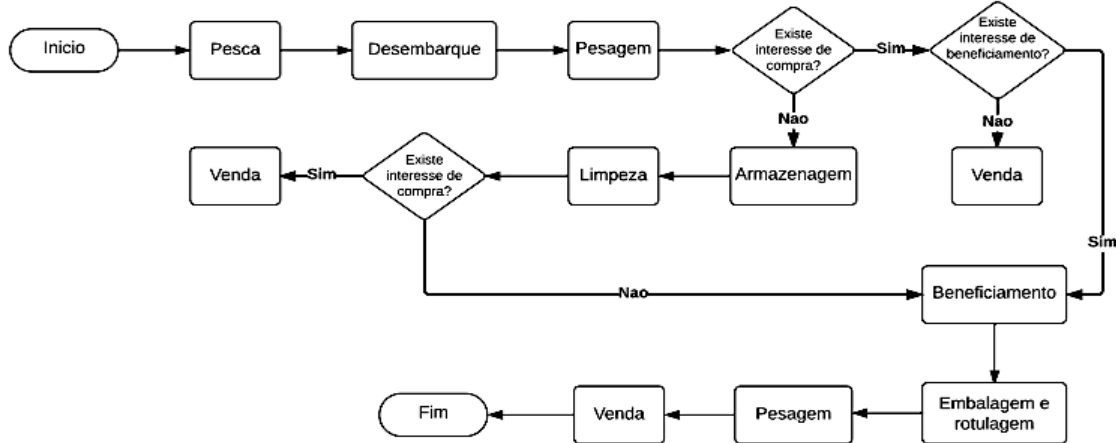 Inicio
Pesca
Desembarque
Pesagem
Existe
interesse de
compra?
Sim
Existe
interesse de
beneficiamento?
Nao
Nao
Venda
Sim
Existe
interesse de
compra?
Limpeza
Armazenagem
Venda
Sim
Nao
Beneficiamento
Fim
Venda
Pesagem
Embalagem e
rotulagem